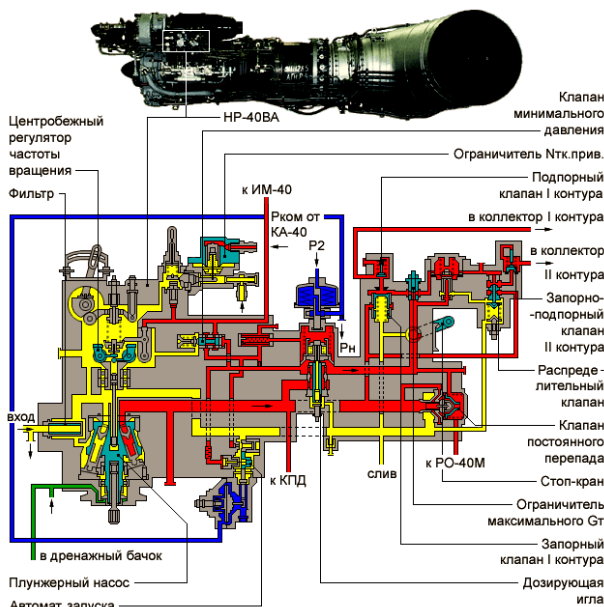 Клапан
минимального
давления
Центробежный
регулятор
частоты
вращения
НР-40ВА
Ограничитель Nтк.прив.
Фильтр
к ИМ-40
Подпорный
клапан I контура
Рком от
КА-40
в коллектор I контура
Р2
в коллектор
II контура
Запорно-
-подпорный
клапан
II контура
Рн
Распреде-
лительный
клапан
вход
Клапан
постоянного
перепада
слив
к РО-40М
к КПД
Стоп-кран
Ограничитель
максимального Gт
в дренажный бачок
Запорный
клапан I контура
Плунжерный насос
Дозирующая
игла
Автомат запуска